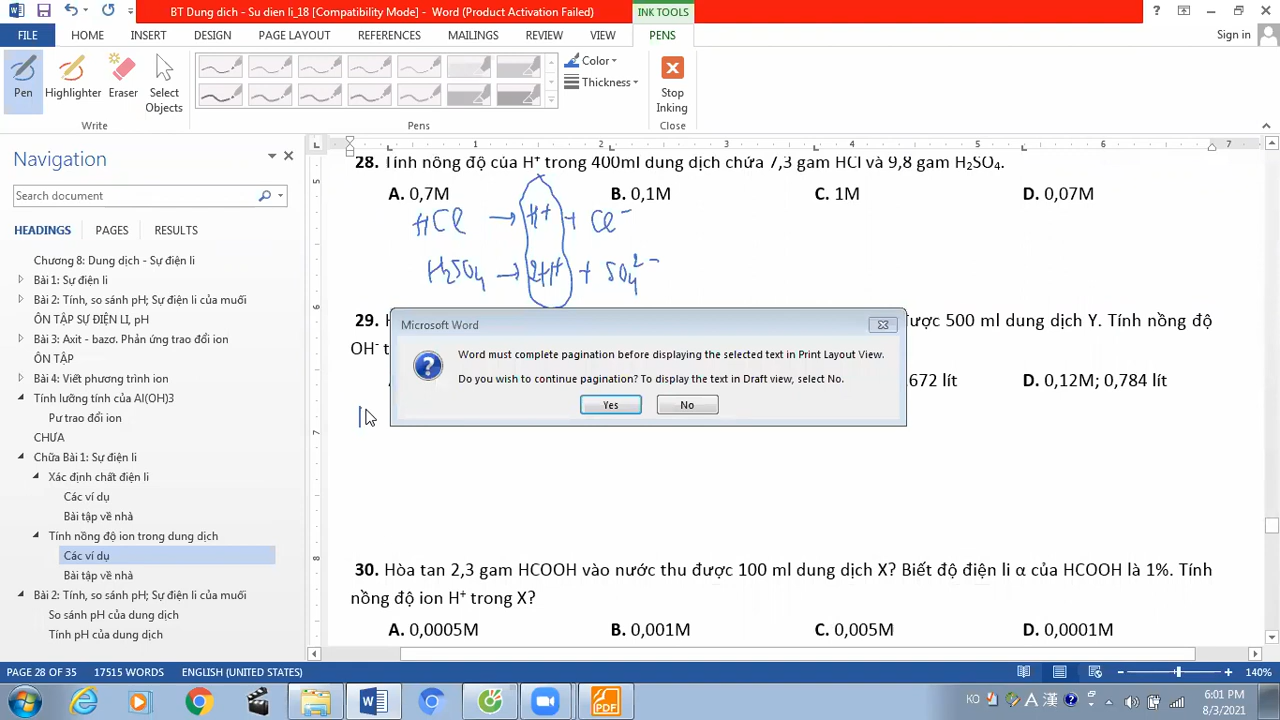 BT Dung dich - Su dien li_18 [Compatibility Mode] - Word (Product Activation Failed)
INK TOOLS
FILE HOME INSERT DESIGN PAGE LAYOUT REFERENCES MAILINGS REVIEW VIEW PENS Sign in
Pen Highlighter Eraser Select Objects
Color
Thickness
Stop Inking
Write Pens Close
Navigation
Search document
HEADINGS PAGES RESULTS
Chương 8: Dung dịch - Sự điện li
Bài 1: Sự điện li
Bài 2: Tính, so sánh pH; Sự điện li của muối
ÔN TẬP SỰ ĐIỆN LI, pH
Bài 3: Axit - bazơ. Phản ứng trao đổi ion
ÔN TẬP
Bài 4: Viết phương trình ion
Tính lưỡng tính của Al(OH)3
Pư trao đổi ion
CHƯA
Chữa Bài 1: Sự điện li
Xác định chất điện li
Các ví dụ
Bài tập về nhà
Tính nồng độ ion trong dung dịch
Các ví dụ
Bài tập về nhà
Bài 2: Tính, so sánh pH; Sự điện li của muối
So sánh pH của dung dịch
Tính pH của dung dịch
1 2 3 4 5 6 7
5
6
7
8
28. Tính nồng độ của H⁺ trong 400ml dung dịch chứa 7,3 gam HCl và 9,8 gam H₂SO₄.
A. 0,7M B. 0,1M C. 1M D. 0,07M
HCl → H⁺ + Cl⁻
H₂SO₄ → 2H⁺ + SO₄²⁻
29. H
ược 500 ml dung dịch Y. Tính nồng độ
OH⁻ t
,672 lít D. 0,12M; 0,784 lít
Microsoft Word
Word must complete pagination before displaying the selected text in Print Layout View.
Do you wish to continue pagination? To display the text in Draft view, select No.
Yes No
30. Hòa tan 2,3 gam HCOOH vào nước thu được 100 ml dung dịch X? Biết độ điện li α của HCOOH là 1%. Tính
nồng độ ion H⁺ trong X?
A. 0,0005M B. 0,001M C. 0,005M D. 0,0001M
PAGE 28 OF 35 17515 WORDS ENGLISH (UNITED STATES) 140%
KO A 漢 6:01 PM
8/3/2021
PDF